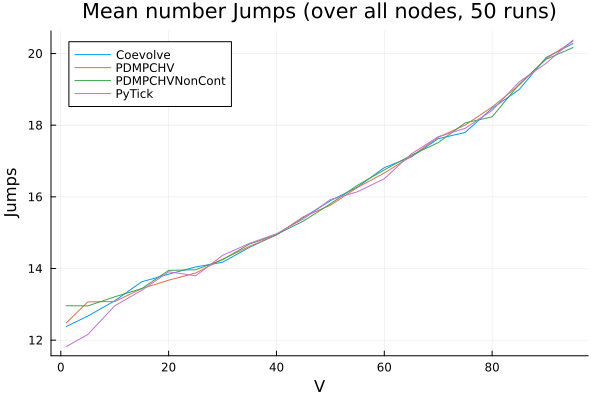 Mean number Jumps (over all nodes, 50 runs)
Coevolve
PDMPCHV
PDMPCHVNonCont
PyTick
Jumps
20
18
16
14
12
0 20 40 60 80
V